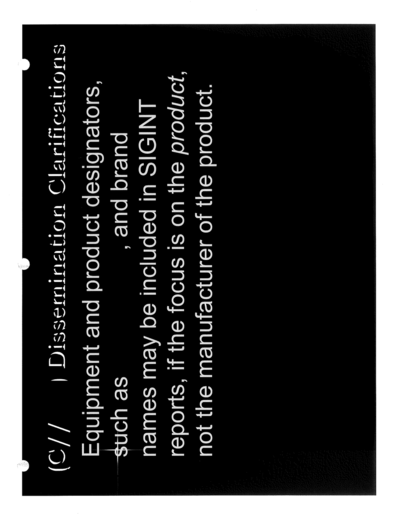 (C//    ) Dissemination Clarifications
Equipment and product designators,
such as           , and brand
names may be included in SIGINT
reports, if the focus is on the product,
not the manufacturer of the product.